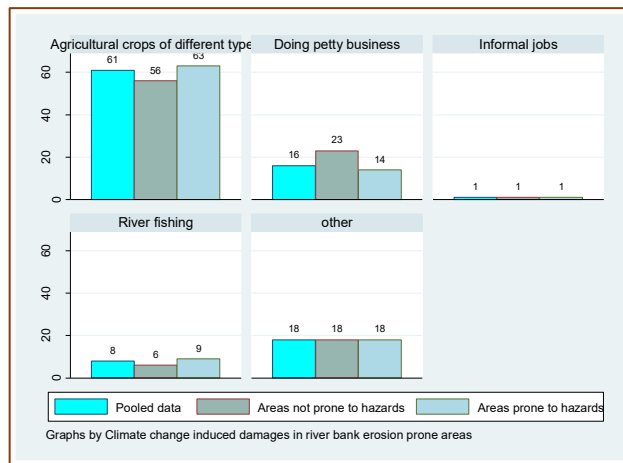 Agricultural crops of different type Doing petty business Informal jobs
61 56 63
16 23 14
1 1 1
0 20 40 60
River fishing other
8 6 9
18 18 18
0 20 40 60
Pooled data Areas not prone to hazards Areas prone to hazards
Graphs by Climate change induced damages in river bank erosion prone areas